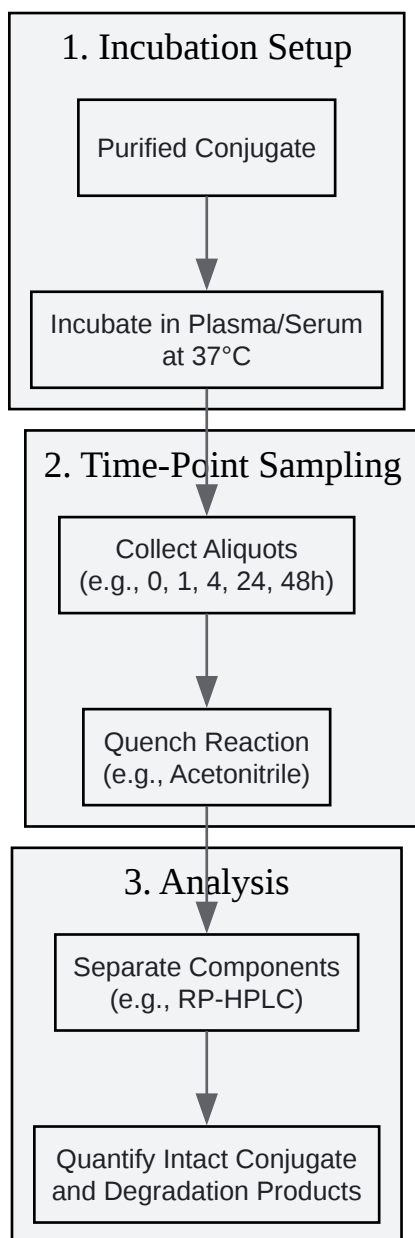 1. Incubation Setup
Purified Conjugate
Incubate in Plasma/Serum
at 37°C
2. Time-Point Sampling
Collect Aliquots
(e.g., 0, 1, 4, 24, 48h)
Quench Reaction
(e.g., Acetonitrile)
3. Analysis
Separate Components
(e.g., RP-HPLC)
Quantify Intact Conjugate
and Degradation Products